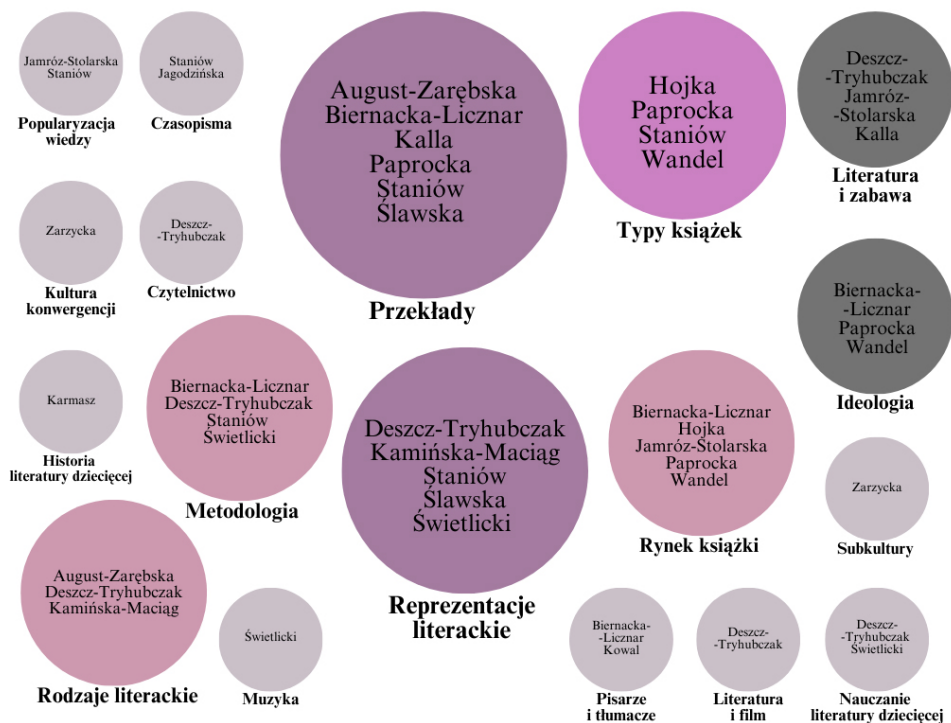 Jamróz-Stolarska
Staniów
Popularyzacja
wiedzy
Staniów
Jagodzińska
Czasopisma
August-Zarębska
Biernacka-Licznar
Kalla
Paprocka
Staniów
Ślawska
Przekłady
Hojka
Paprocka
Staniów
Wandel
Typy książek
Deszcz-
-Tryhubczak
Jamróz-
-Stolarska
Kalla
Literatura
i zabawa
Zarzycka
Kultura
konwergencji
Deszcz-
-Tryhubczak
Czytelnictwo
Biernacka-
-Licznar
Paprocka
Wandel
Ideologia
Karmasz
Historia
literatury dziecięcej
Biernacka-Licznar
Deszcz-Tryhubczak
Staniów
Świetlicki
Metodologia
Deszcz-Tryhubczak
Kamińska-Maciąg
Staniów
Ślawska
Świetlicki
Reprezentacje
literackie
Biernacka-Licznar
Hojka
Jamróz-Stolarska
Paprocka
Wandel
Rynek książki
Zarzycka
Subkultury
August-Zarębska
Deszcz-Tryhubczak
Kamińska-Maciąg
Rodzaje literackie
Świetlicki
Muzyka
Biernacka-
-Licznar
Kowal
Pisarze
i tłumacze
Deszcz-
-Tryhubczak
Literatura
i film
Deszcz-
-Tryhubczak
Świetlicki
Nauczanie
literatury dziecięcej